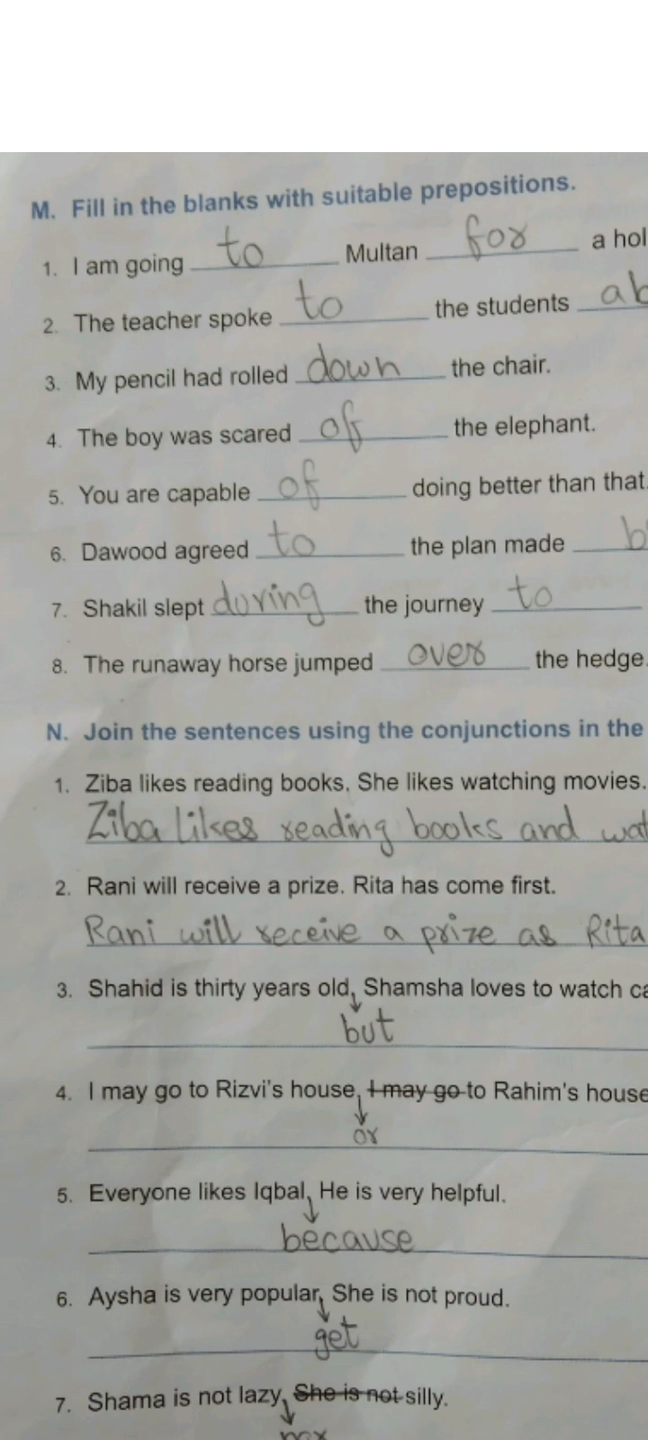 M. Fill in the blanks with suitable prepositions.
1. I am going to Multan for a hol
2. The teacher spoke to the students ab
3. My pencil had rolled down the chair.
4. The boy was scared of the elephant.
5. You are capable of doing better than that.
6. Dawood agreed to the plan made b
7. Shakil slept during the journey to
8. The runaway horse jumped over the hedge.
N. Join the sentences using the conjunctions in the
1. Ziba likes reading books. She likes watching movies.
Ziba likes reading books and wat
2. Rani will receive a prize. Rita has come first.
Rani will receive a prize as Rita
3. Shahid is thirty years old, Shamsha loves to watch ca
but
4. I may go to Rizvi's house, I may go to Rahim's house
or
5. Everyone likes Iqbal, He is very helpful.
because
6. Aysha is very popular, She is not proud.
get
7. Shama is not lazy, She is not silly.
nor